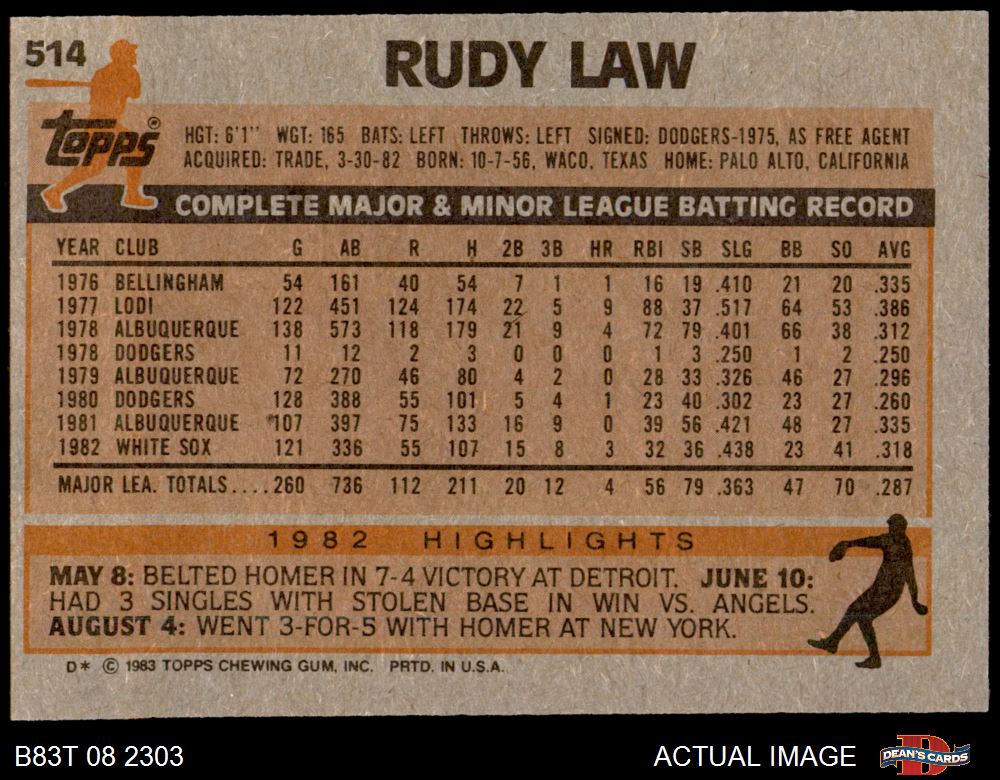 514
RUDY LAW
Topps®
HGT: 6'1" WGT: 165 BATS: LEFT THROWS: LEFT SIGNED: DODGERS-1975, AS FREE AGENT
ACQUIRED: TRADE, 3-30-82 BORN: 10-7-56, WACO, TEXAS HOME: PALO ALTO, CALIFORNIA
COMPLETE MAJOR & MINOR LEAGUE BATTING RECORD
YEAR CLUB G AB R H 2B 3B HR RBI SB SLG BB SO AVG
1976 BELLINGHAM 54 161 40 54 7 1 1 16 19 .410 21 20 .335
1977 LODI 122 451 124 174 22 5 9 88 37 .517 64 53 .386
1978 ALBUQUERQUE 138 573 118 179 21 9 4 72 79 .401 66 38 .312
1978 DODGERS 11 12 2 3 0 0 0 1 3 .250 1 2 .250
1979 ALBUQUERQUE 72 270 46 80 4 2 0 28 33 .326 46 27 .296
1980 DODGERS 128 388 55 101 5 4 1 23 40 .302 23 27 .260
1981 ALBUQUERQUE 107 397 75 133 16 9 0 39 56 .421 48 27 .335
1982 WHITE SOX 121 336 55 107 15 8 3 32 36 .438 23 41 .318
MAJOR LEA. TOTALS....260 736 112 211 20 12 4 56 79 .363 47 70 .287
1982 HIGHLIGHTS
MAY 8: BELTED HOMER IN 7-4 VICTORY AT DETROIT. JUNE 10:
HAD 3 SINGLES WITH STOLEN BASE IN WIN VS. ANGELS.
AUGUST 4: WENT 3-FOR-5 WITH HOMER AT NEW YORK.
D* © 1983 TOPPS CHEWING GUM, INC. PRTD. IN U.S.A.
B83T 08 2303 ACTUAL IMAGE DEAN'S CARDS